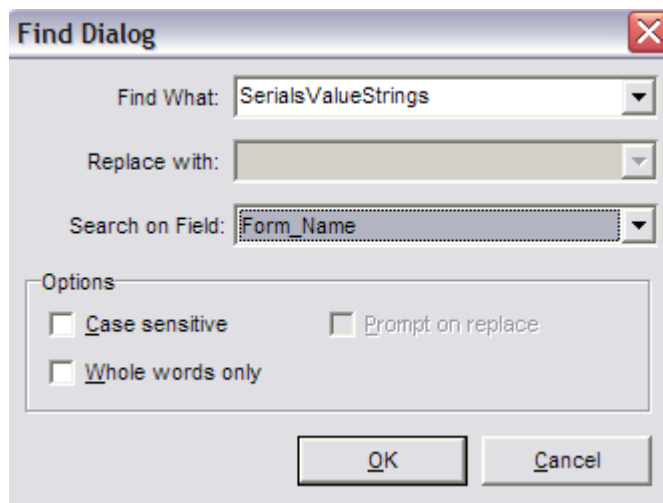 Find Dialog
Find What: SerialsValueStrings
Replace with:
Search on Field: Form_Name
Options
Case sensitive Prompt on replace
Whole words only
OK Cancel